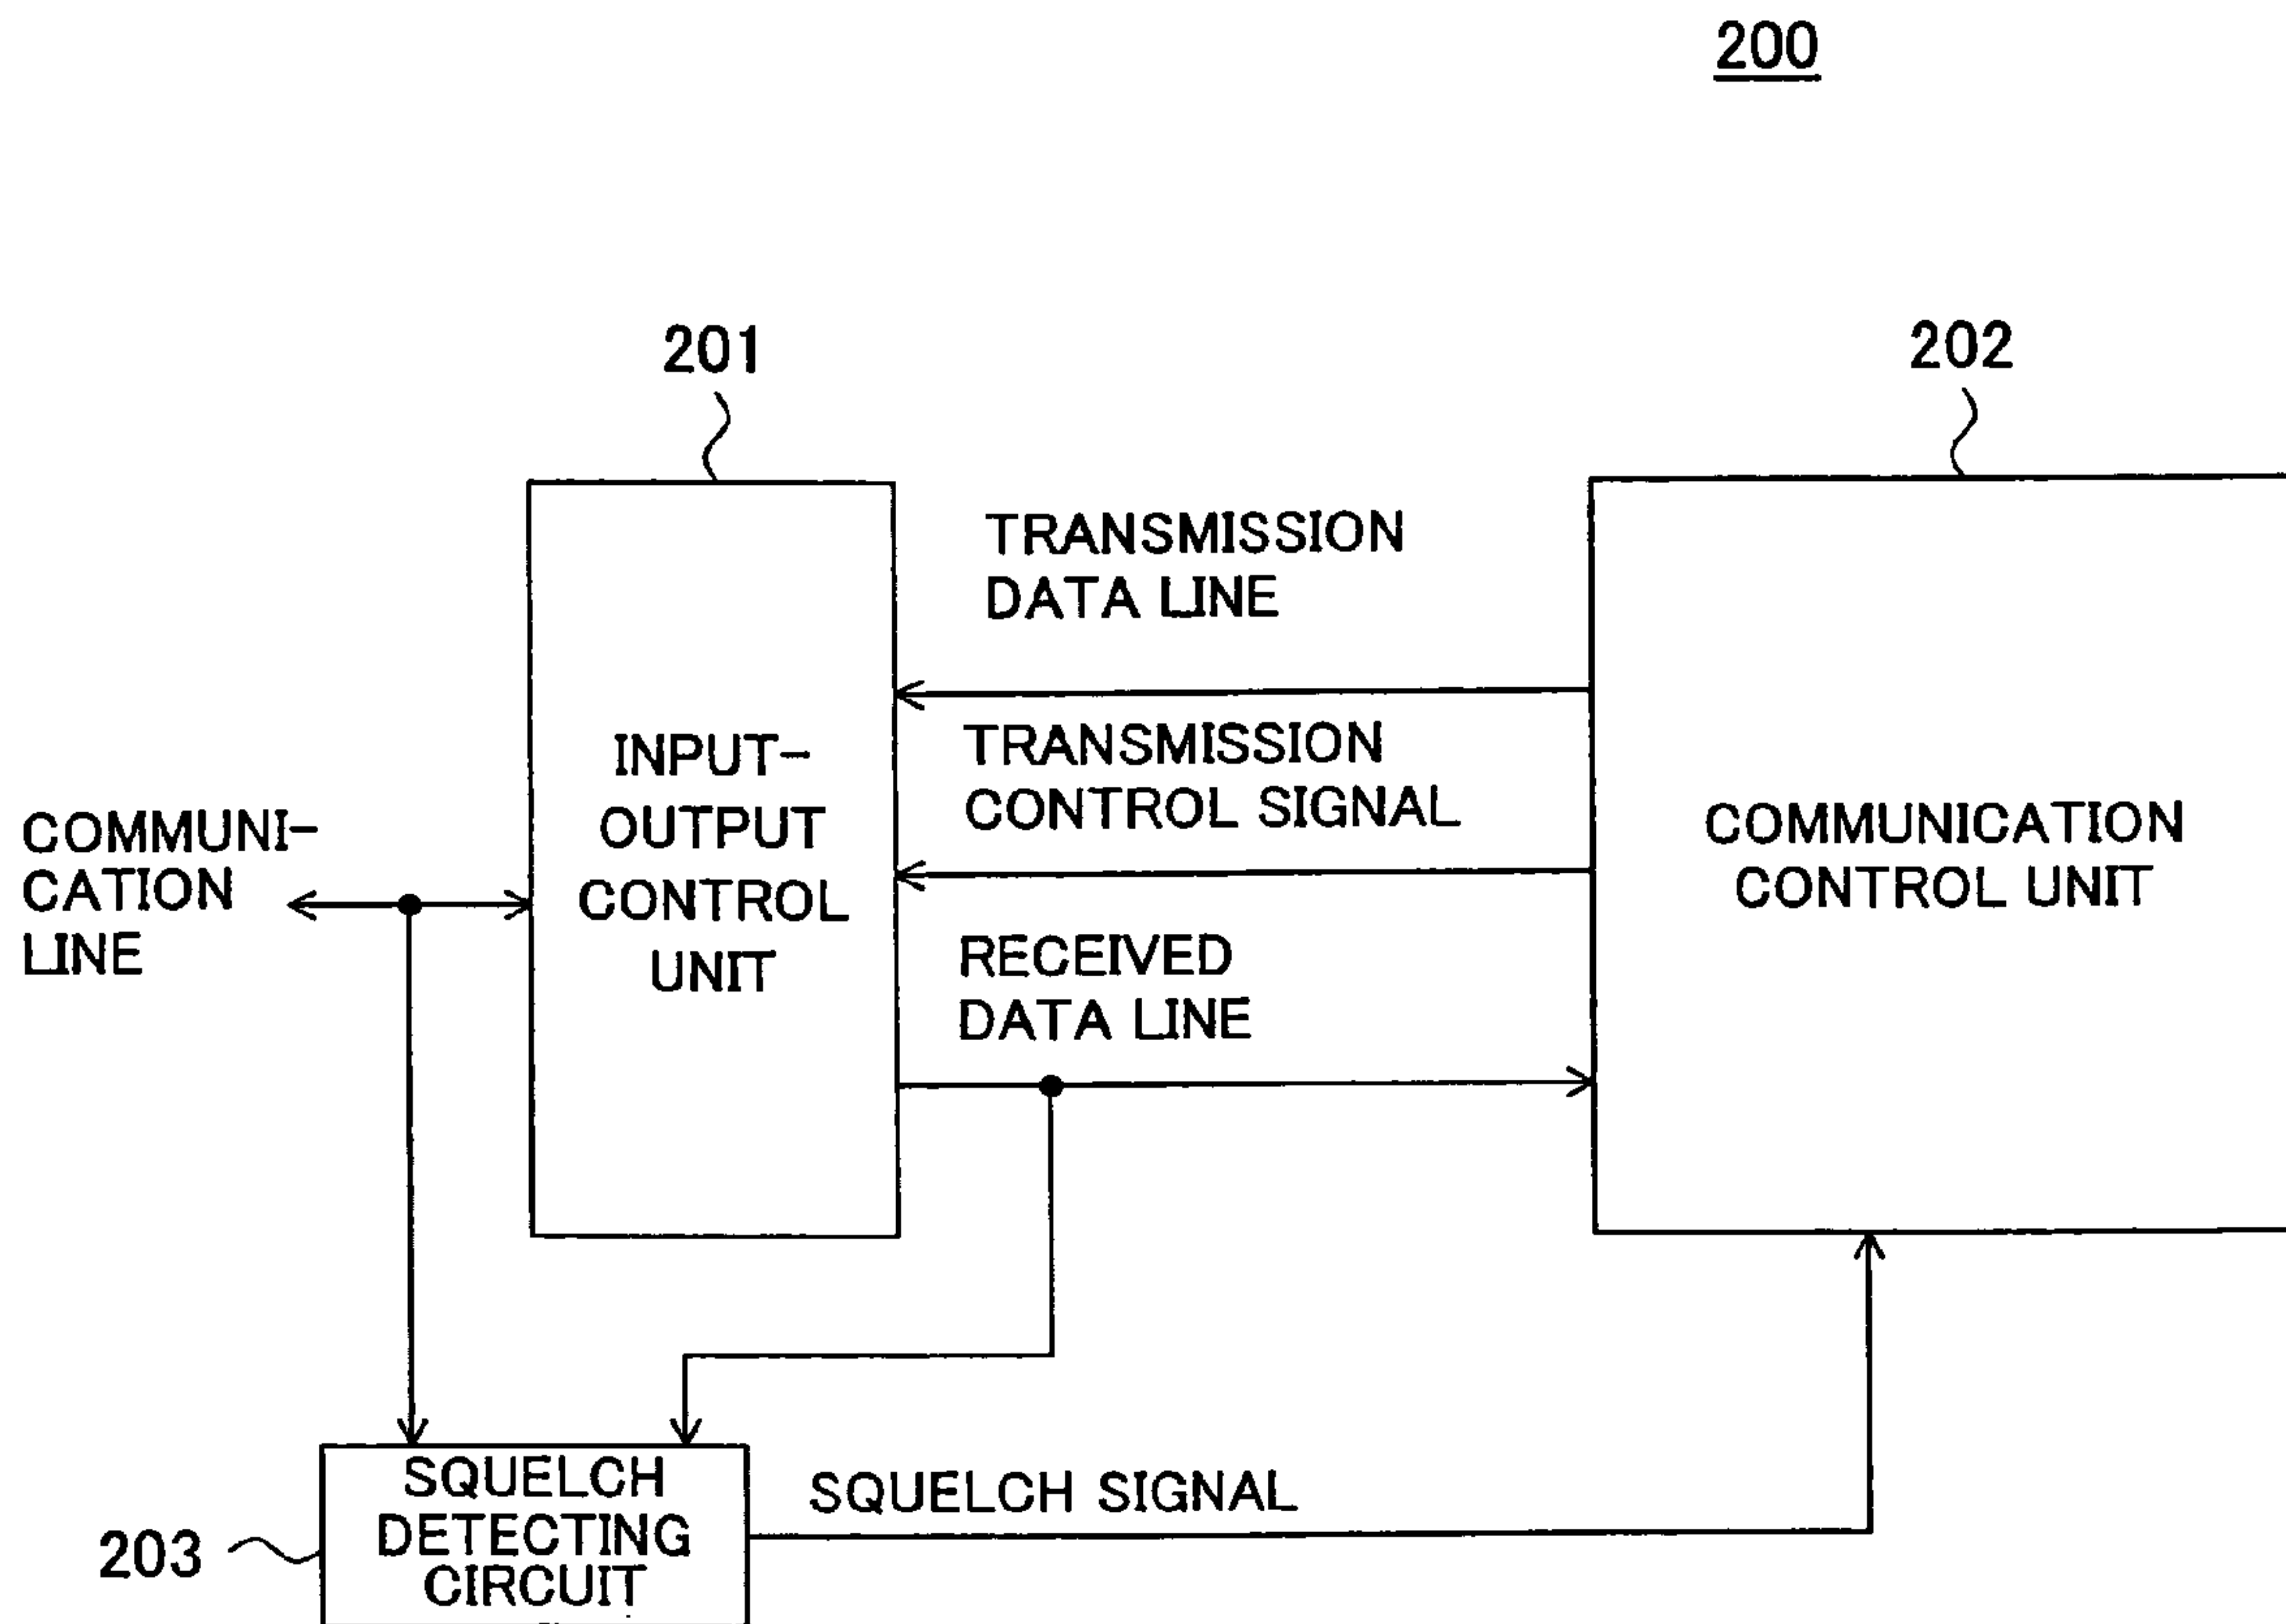 200
201
202
TRANSMISSION
DATA LINE
INPUT-
OUTPUT
CONTROL
UNIT
TRANSMISSION
CONTROL SIGNAL
COMMUNICATION
CONTROL UNIT
COMMUNI-
CATION
LINE
RECEIVED
DATA LINE
SQUELCH
DETECTING
CIRCUIT
SQUELCH SIGNAL
203